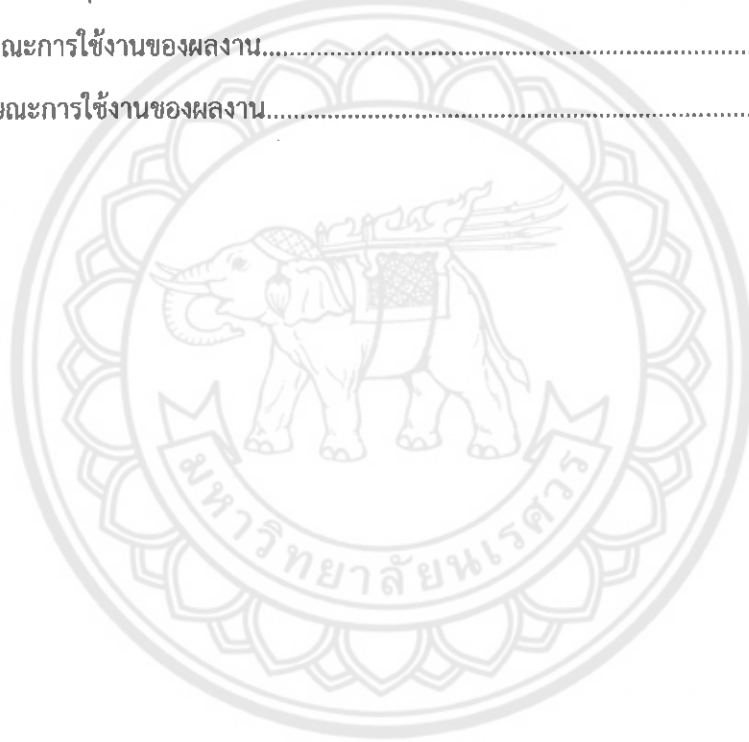 ณะการใช้งานของผลงาน
ษณะการใช้งานของผลงาน
มหาวิทยาลัยนเรศวร